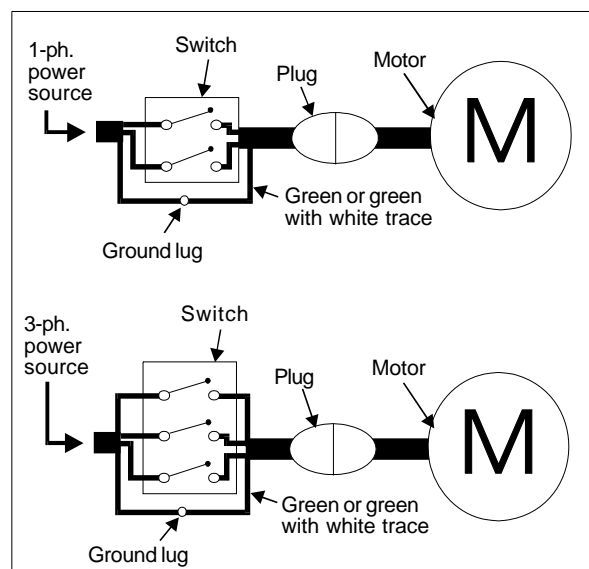 1-ph.
power
source
Switch
Plug
Motor
M
Green or green
with white trace
Ground lug
3-ph.
power
source
Switch
Plug
Motor
M
Green or green
with white trace
Ground lug